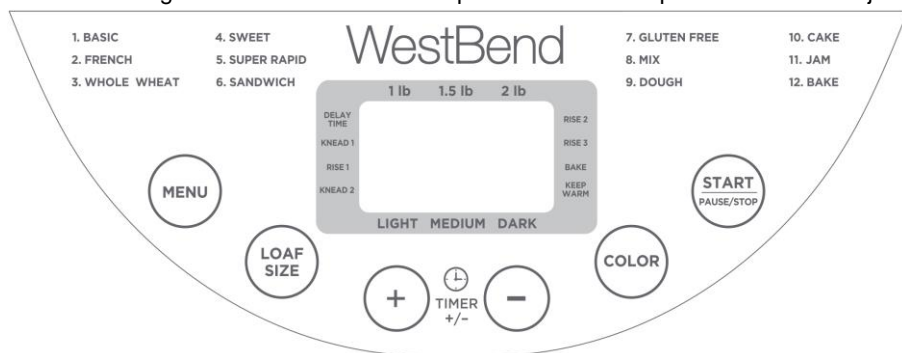 1. BASIC
2. FRENCH
3. WHOLE WHEAT
4. SWEET
5. SUPER RAPID
6. SANDWICH
WestBend
7. GLUTEN FREE
8. MIX
9. DOUGH
10. CAKE
11. JAM
12. BAKE
1 lb 1.5 lb 2 lb
DELAY
TIME
KNEAD 1
RISE 1
KNEAD 2
RISE 2
RISE 3
BAKE
KEEP
WARM
LIGHT MEDIUM DARK
MENU
LOAF
SIZE
+
TIMER
+/−
−
COLOR
START
PAUSE/STOP